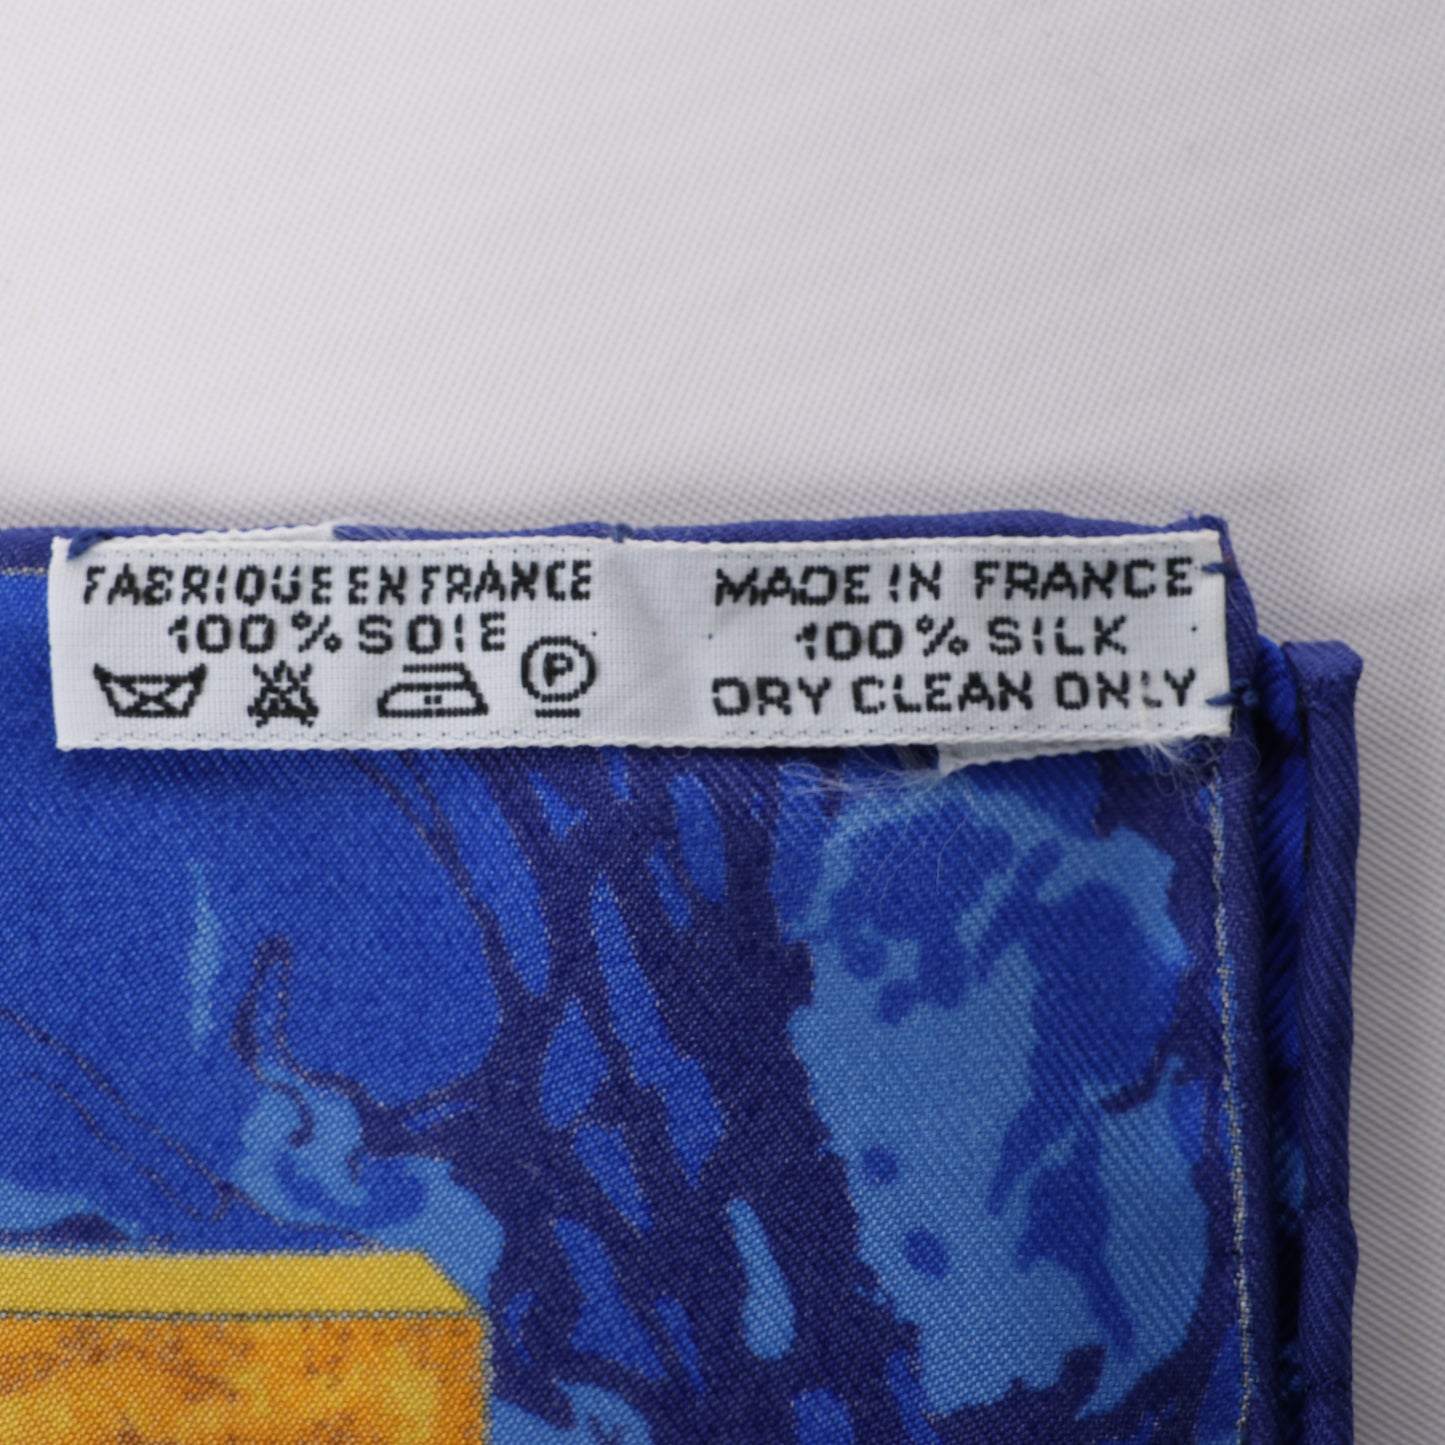 FABRIQUE EN FRANCE
100% SOIE
P
MADE IN FRANCE
100% SILK
DRY CLEAN ONLY